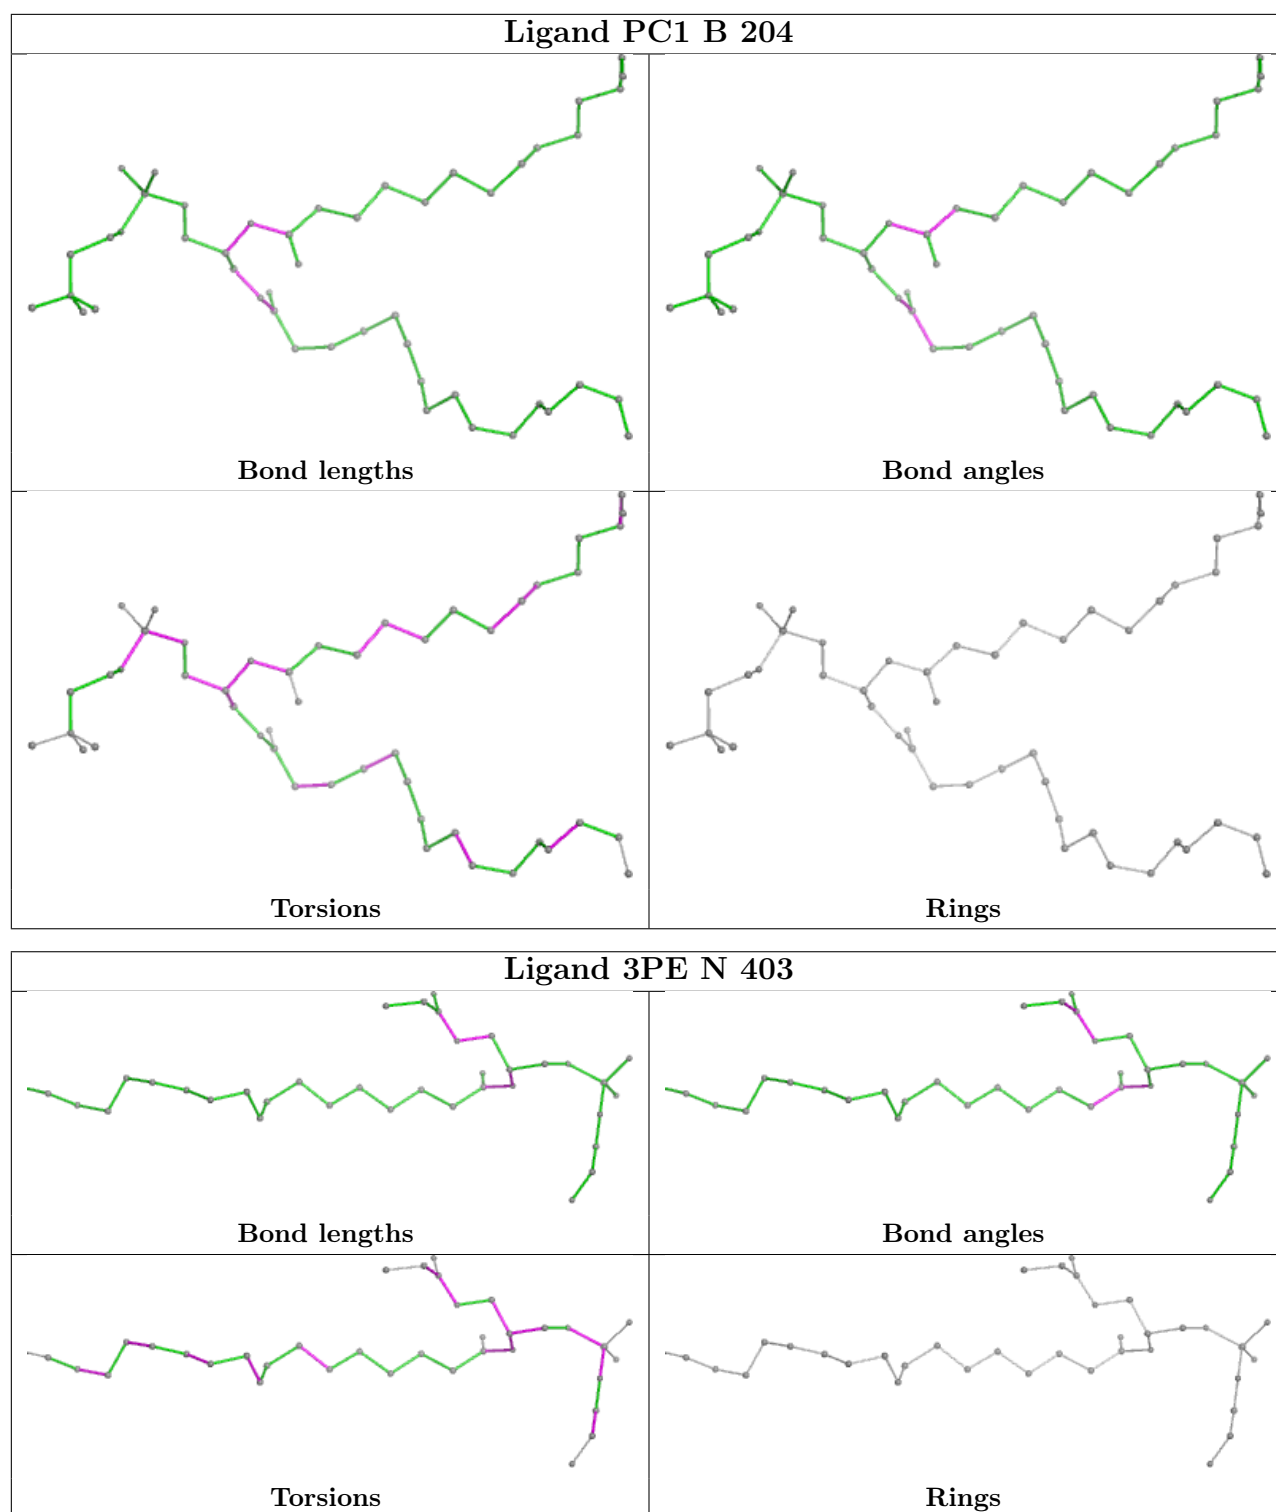 Ligand PC1 B 204
Bond lengths
Bond angles
Torsions
Rings
Ligand 3PE N 403
Bond lengths
Bond angles
Torsions
Rings